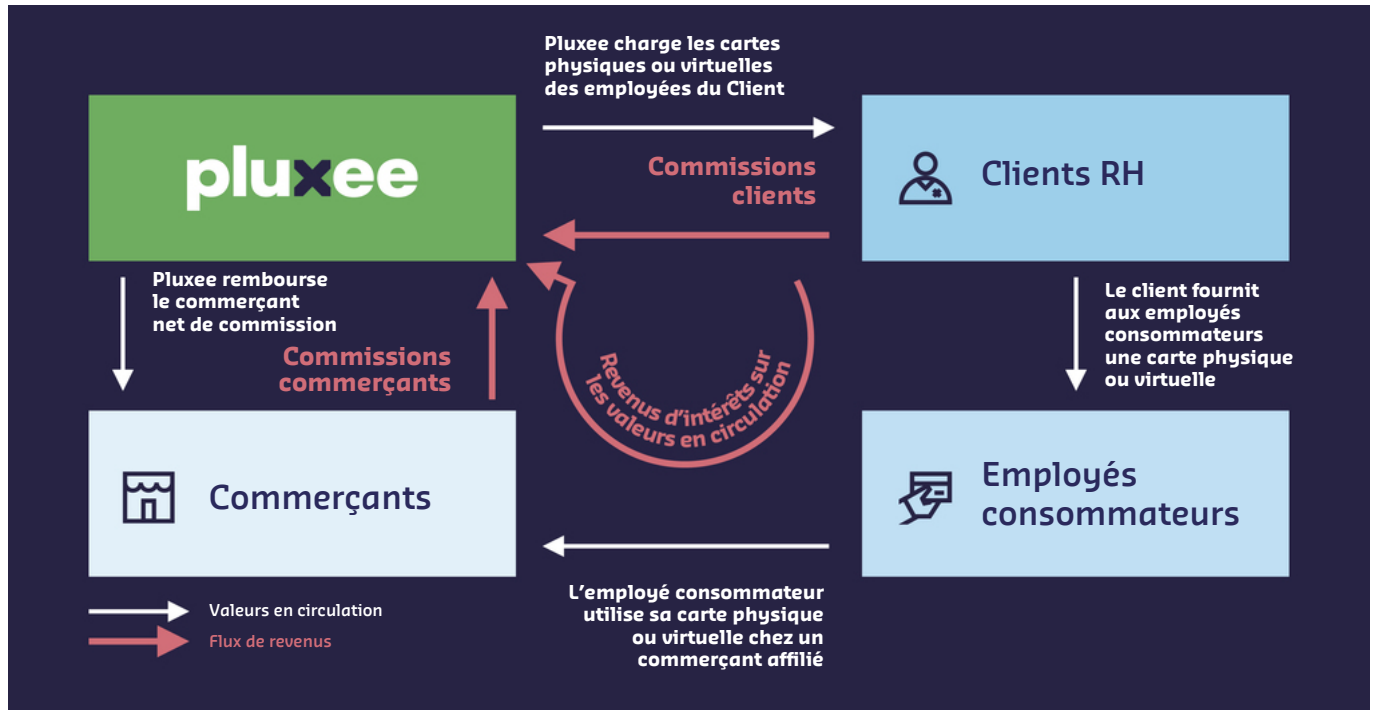 Pluxee charge les cartes
physiques ou virtuelles
des employées du Client
pluxee
Commissions
clients
Clients RH
Pluxee rembourse
le commerçant
net de commission
Commissions
commerçants
Revenus d'intérêts sur
les valeurs en circulation
Le client fournit
aux employés
consommateurs
une carte physique
ou virtuelle
Commerçants
Employés
consommateurs
L'employé consommateur
utilise sa carte physique
ou virtuelle chez un
commerçant affilié
Valeurs en circulation
Flux de revenus